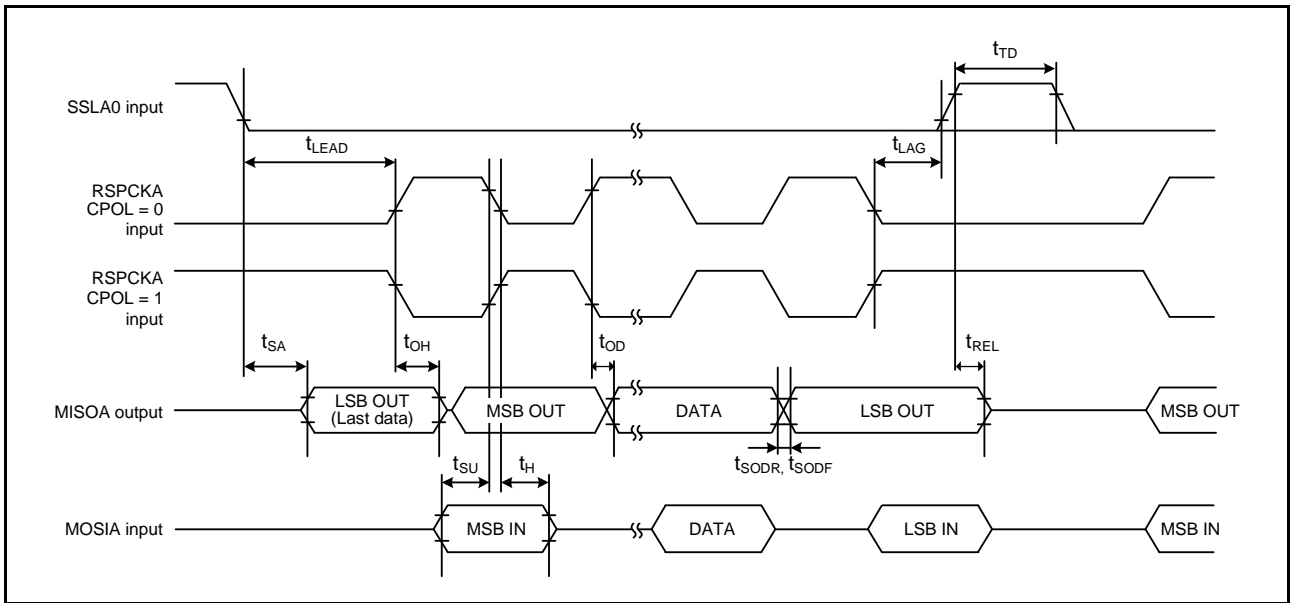 tTD
SSLA0 input
tLEAD
tLAG
RSPCKA
CPOL = 0
input
RSPCKA
CPOL = 1
input
tSA
tOH
tOD
tREL
MISOA output
LSB OUT
(Last data)
MSB OUT
DATA
LSB OUT
MSB OUT
tSU
tH
tSODR, tSODF
MOSIA input
MSB IN
DATA
LSB IN
MSB IN